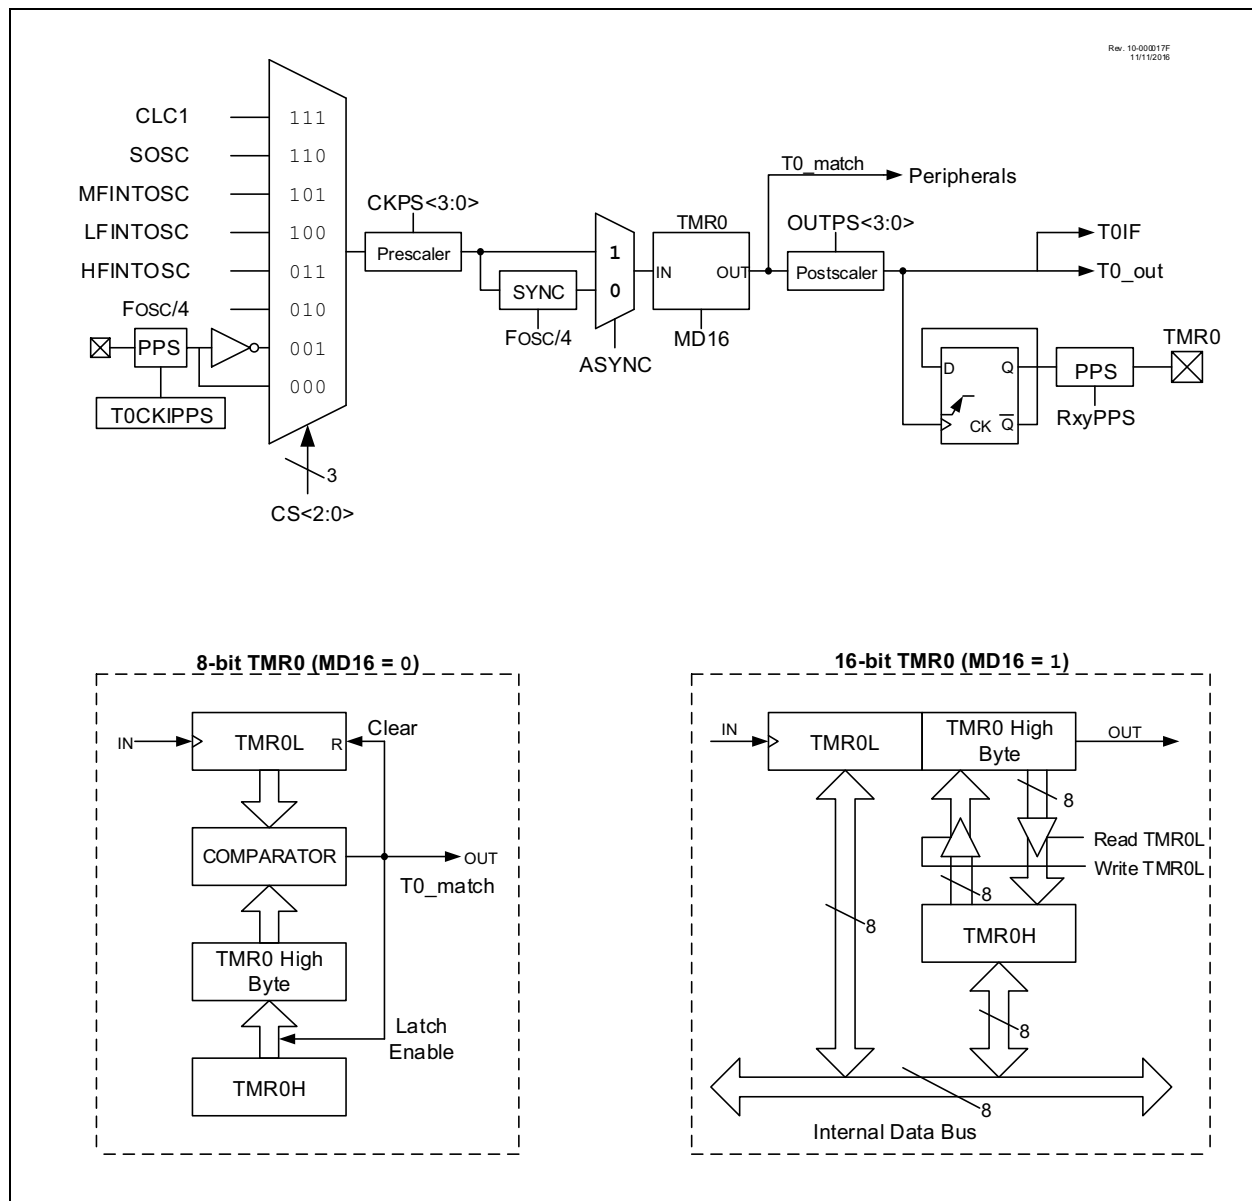 Rev. 10-000017F
11/11/2016
CLC1
111
SOSC
110
MFINTOSC
101
LFINTOSC
100
HFINTOSC
011
FOSC/4
010
PPS
001
000
T0CKIPPS
3
CS<2:0>
CKPS<3:0>
Prescaler
SYNC
FOSC/4
1
0
ASYNC
TMR0
IN
OUT
MD16
T0_match
Peripherals
OUTPS<3:0>
Postscaler
T0IF
T0_out
D
Q
CK
Q
PPS
RxyPPS
TMR0
8-bit TMR0 (MD16 = 0)
IN
TMR0L
R
Clear
COMPARATOR
OUT
T0_match
TMR0 High
Byte
Latch
Enable
TMR0H
16-bit TMR0 (MD16 = 1)
IN
TMR0L
TMR0 High
Byte
OUT
8
Read TMR0L
Write TMR0L
8
8
TMR0H
8
8
Internal Data Bus